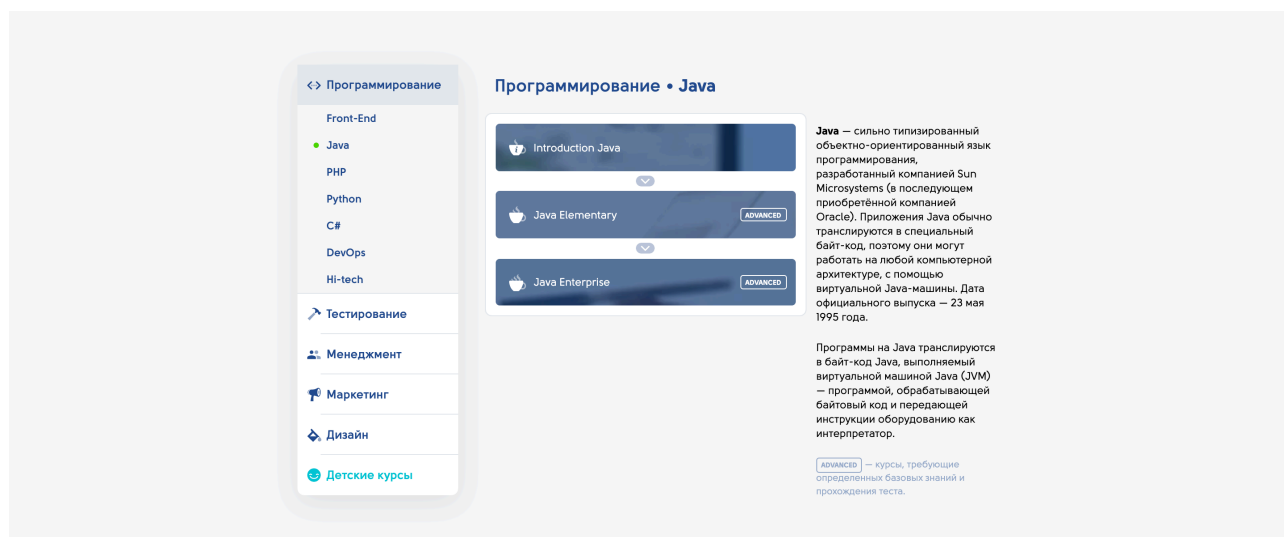 Программирование
Front-End
Java
PHP
Python
C#
DevOps
Hi-tech
Тестирование
Менеджмент
Маркетинг
Дизайн
Детские курсы
Программирование • Java
Introduction Java
Java Elementary
ADVANCED
Java Enterprise
ADVANCED
Java — сильно типизированный
объектно-ориентированный язык
программирования,
разработанный компанией Sun
Microsystems (в последующем
приобретённой компанией
Oracle). Приложения Java обычно
транслируются в специальный
байт-код, поэтому они могут
работать на любой компьютерной
архитектуре, с помощью
виртуальной Java-машины. Дата
официального выпуска — 23 мая
1995 года.
Программы на Java транслируются
в байт-код Java, выполняемый
виртуальной машиной Java (JVM)
— программой, обрабатывающей
байтовый код и передающей
инструкции оборудованию как
интерпретатор.
ADVANCED — курсы, требующие
определенных базовых знаний и
прохождения теста.